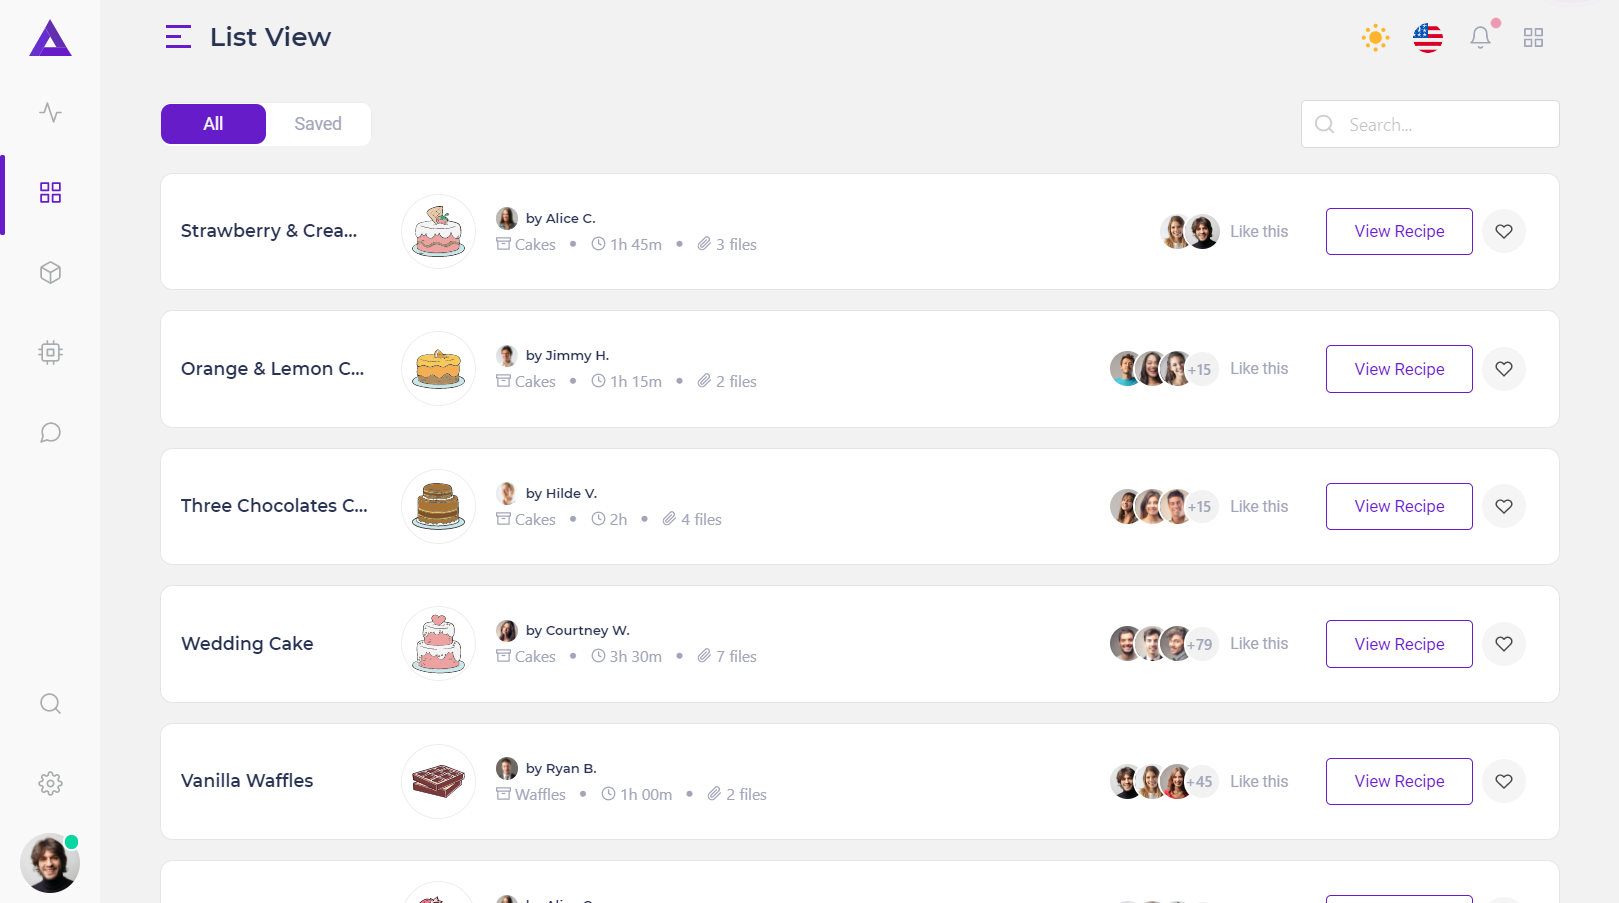 List View
All
Saved
Search...
Strawberry & Crea...
by Alice C.
Cakes • 1h 45m • 3 files
Like this
View Recipe
Orange & Lemon C...
by Jimmy H.
Cakes • 1h 15m • 2 files
+15
Like this
View Recipe
Three Chocolates C...
by Hilde V.
Cakes • 2h • 4 files
+15
Like this
View Recipe
Wedding Cake
by Courtney W.
Cakes • 3h 30m • 7 files
+79
Like this
View Recipe
Vanilla Waffles
by Ryan B.
Waffles • 1h 00m • 2 files
+45
Like this
View Recipe